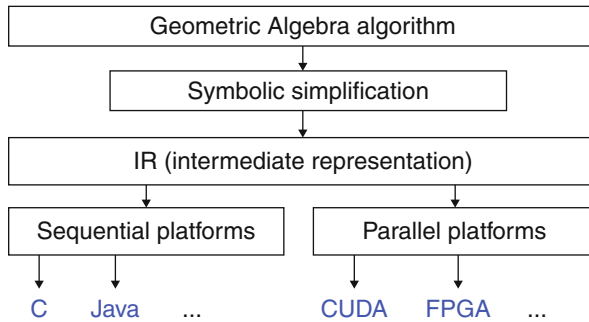 Geometric Algebra algorithm
Symbolic simplification
IR (intermediate representation)
Sequential platforms Parallel platforms
C Java ... CUDA FPGA ...